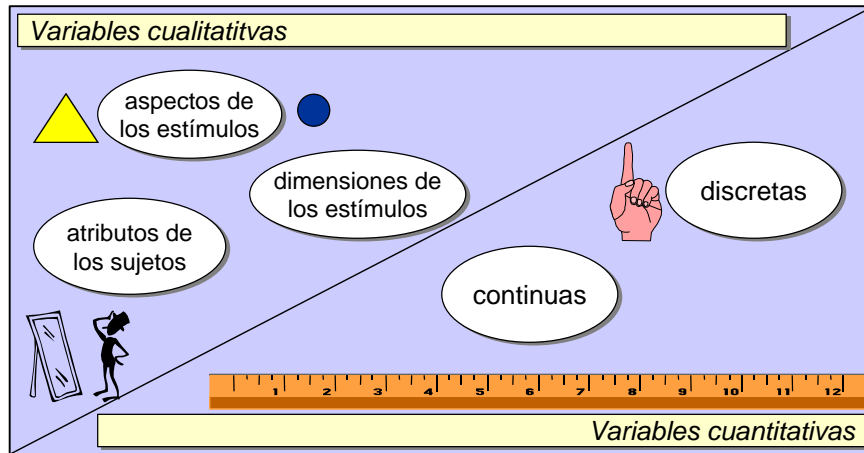 Variables cualitatitvas
aspectos de
los estímulos
dimensiones de
los estímulos
discretas
atributos de
los sujetos
continuas
1 2 3 4 5 6 7 8 9 10 11 12
Variables cuantitativas